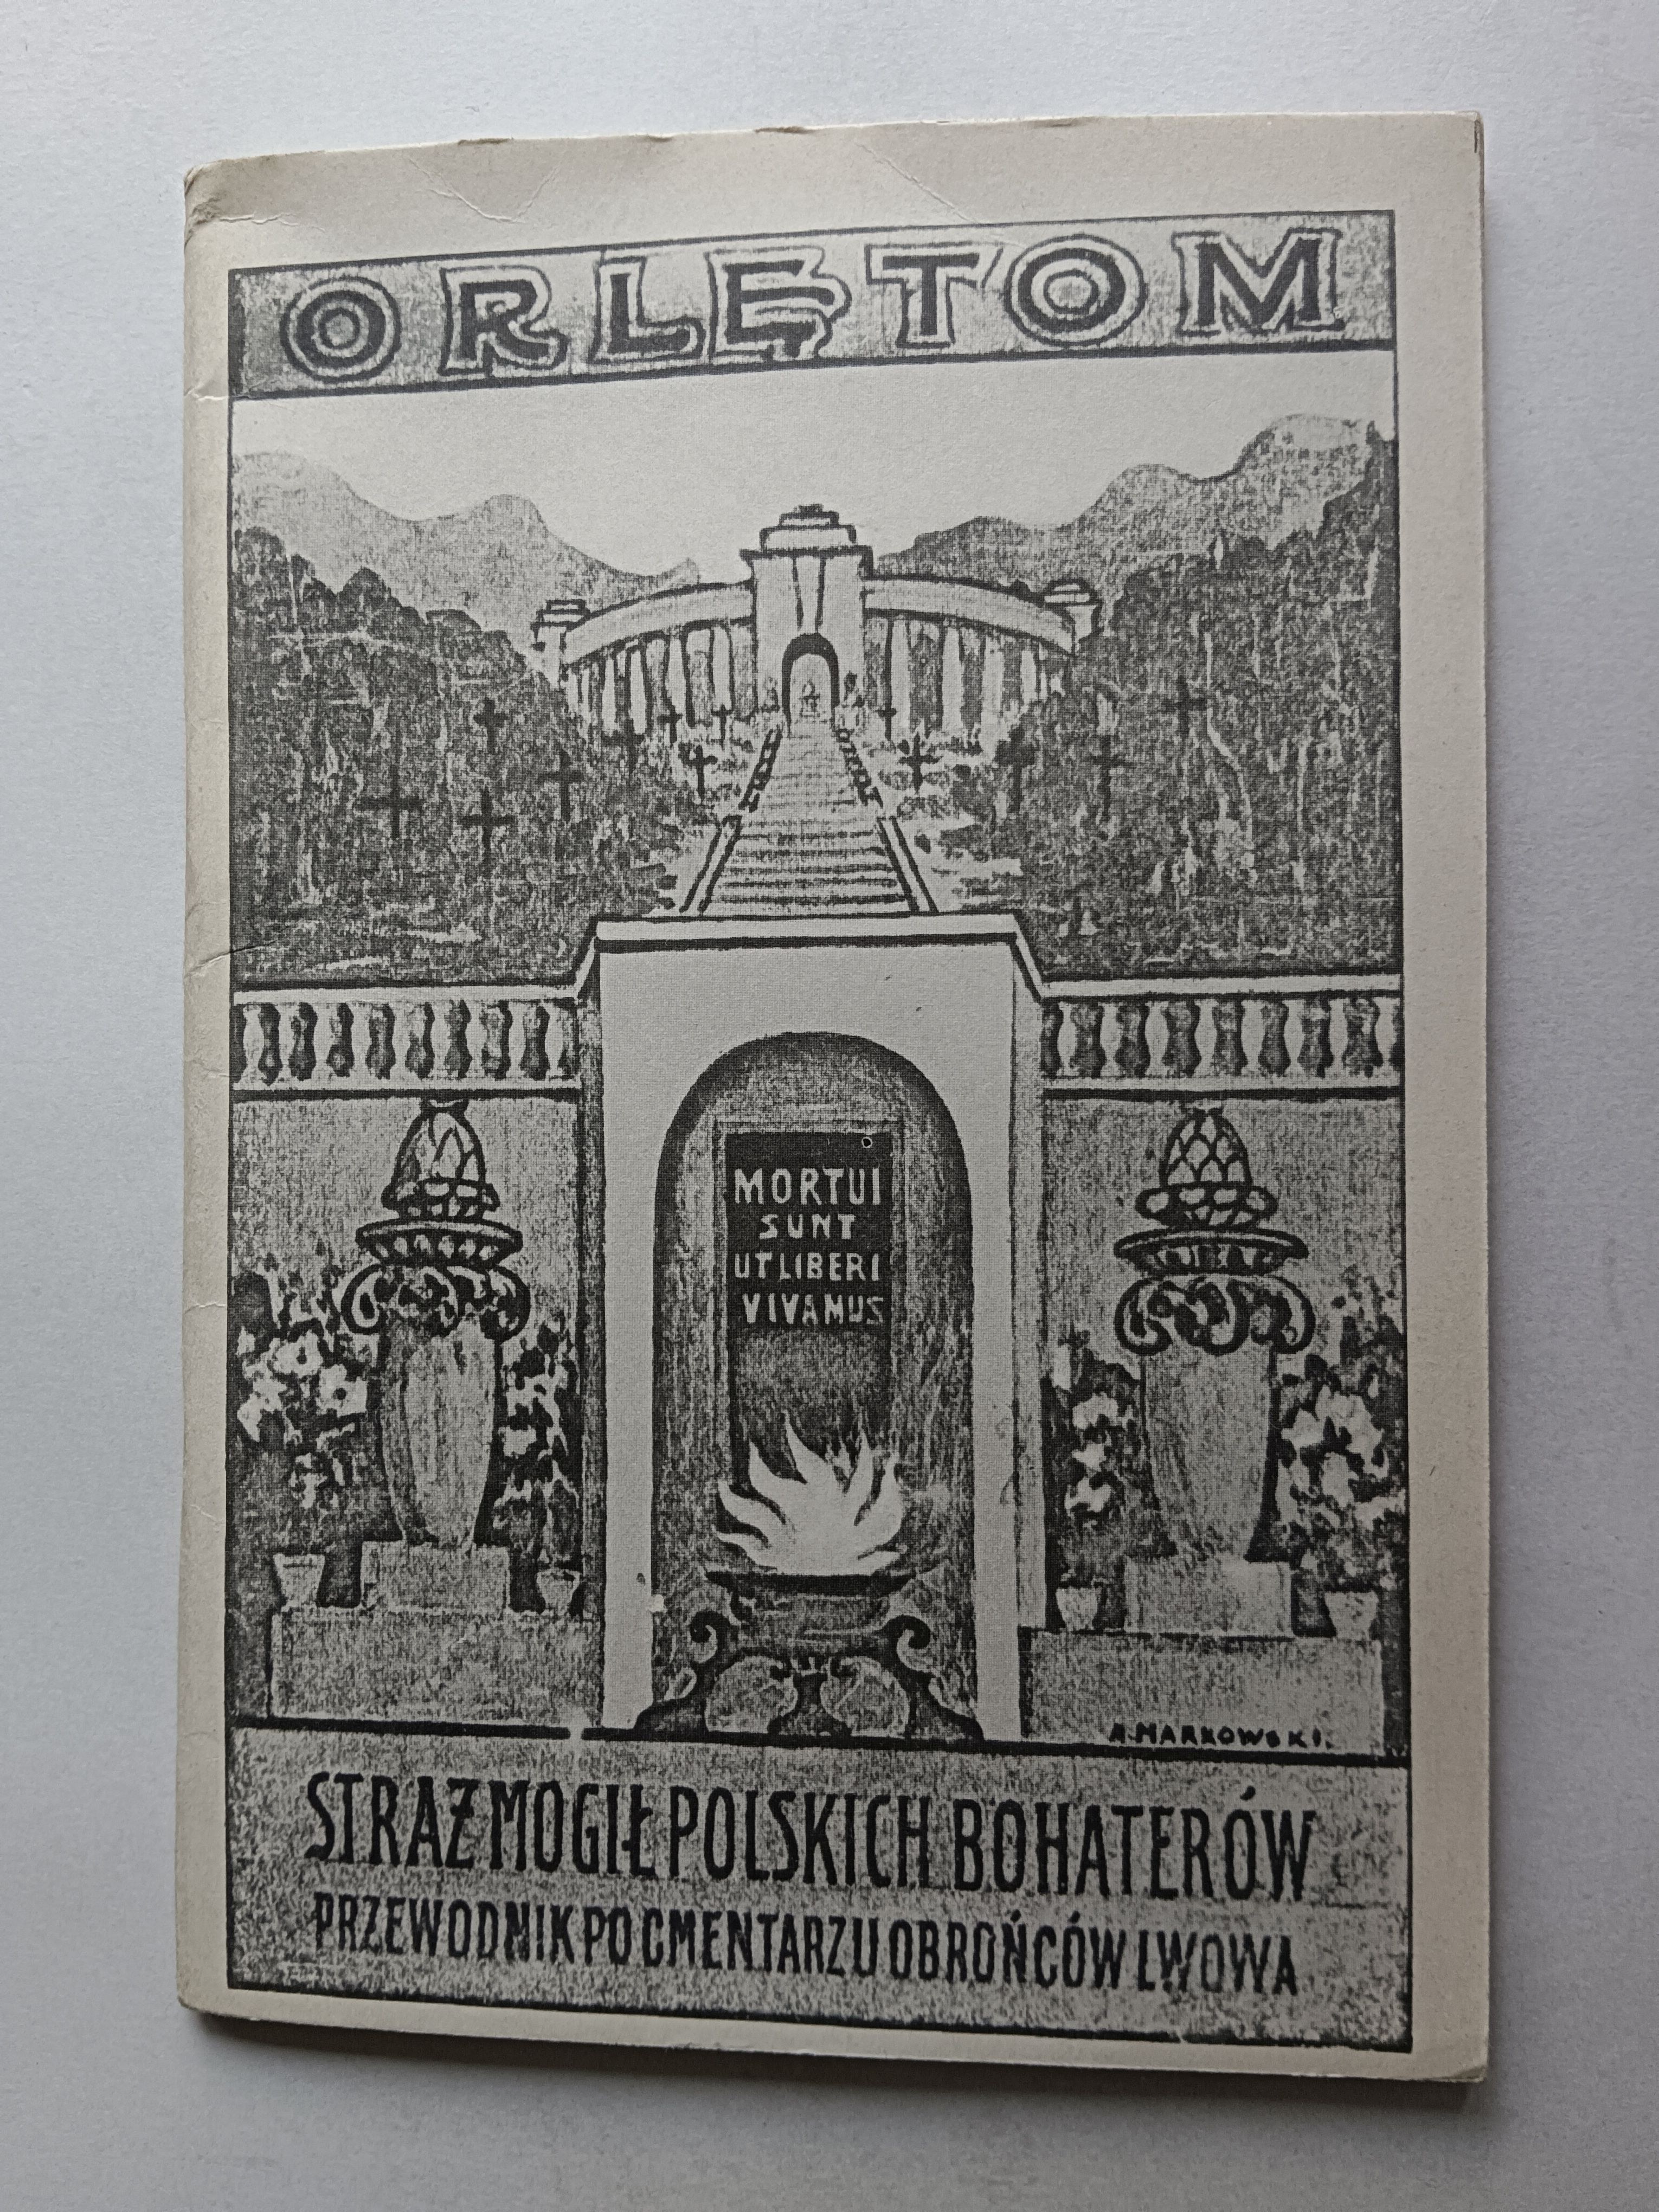 ORLĘTOM
MORTUI
SUNT
UT LIBERI
VIVAMUS
A. MARKOWSKI.
STRAŻ MOGIŁ POLSKICH BOHATERÓW
PRZEWODNIK PO CMENTARZU OBROŃCÓW LWOWA